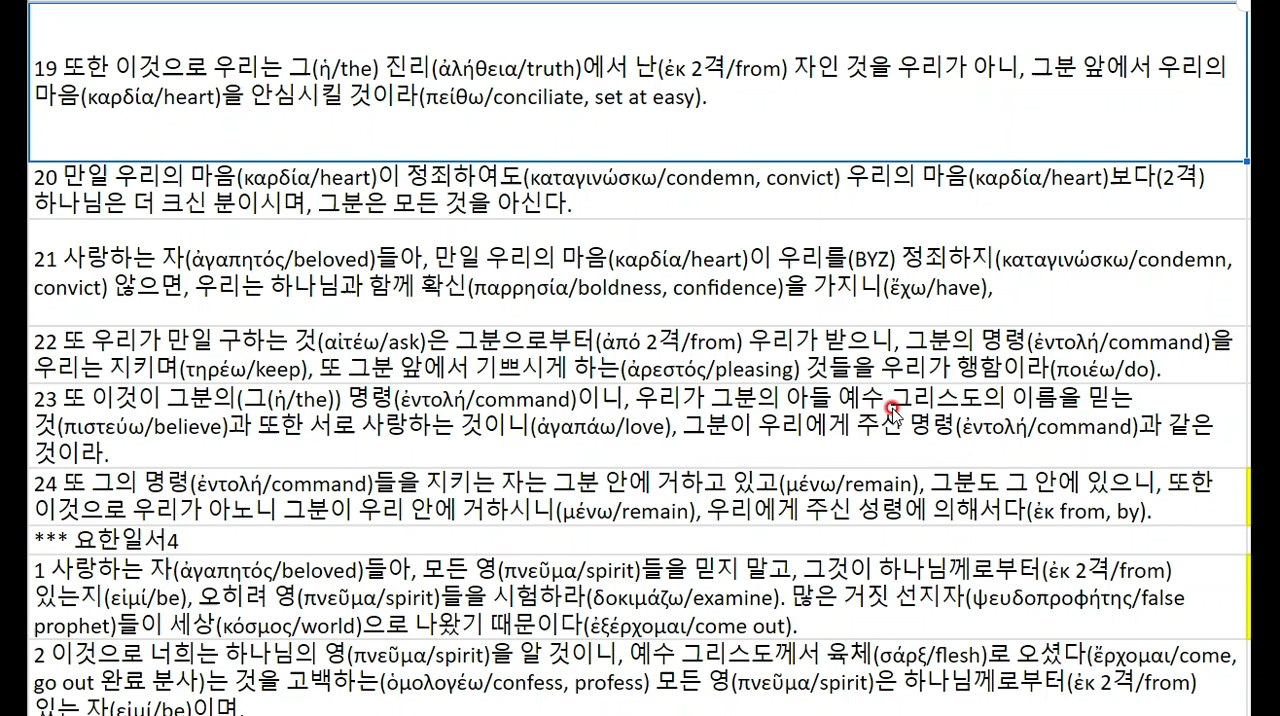 19 또한 이것으로 우리는 그(ἡ/the) 진리(ἀλήθεια/truth)에서 난(ἐκ 2격/from) 자인 것을 우리가 아니, 그분 앞에서 우리의
마음(καρδία/heart)을 안심시킬 것이라(πείθω/conciliate, set at easy).
20 만일 우리의 마음(καρδία/heart)이 정죄하여도(καταγινώσκω/condemn, convict) 우리의 마음(καρδία/heart)보다(2격)
하나님은 더 크신 분이시며, 그분은 모든 것을 아신다.
21 사랑하는 자(ἀγαπητός/beloved)들아, 만일 우리의 마음(καρδία/heart)이 우리를(BYZ) 정죄하지(καταγινώσκω/condemn,
convict) 않으면, 우리는 하나님과 함께 확신(παρρησία/boldness, confidence)을 가지니(ἔχω/have),
22 또 우리가 만일 구하는 것(αἰτέω/ask)은 그분으로부터(ἀπό 2격/from) 우리가 받으니, 그분의 명령(ἐντολή/command)을
우리는 지키며(τηρέω/keep), 또 그분 앞에서 기쁘시게 하는(ἀρεστός/pleasing) 것들을 우리가 행함이라(ποιέω/do).
23 또 이것이 그분의(그(ἡ/the)) 명령(ἐντολή/command)이니, 우리가 그분의 아들 예수 그리스도의 이름을 믿는
것(πιστεύω/believe)과 또한 서로 사랑하는 것이니(ἀγαπάω/love), 그분이 우리에게 주신 명령(ἐντολή/command)과 같은
것이라.
24 또 그의 명령(ἐντολή/command)들을 지키는 자는 그분 안에 거하고 있고(μένω/remain), 그분도 그 안에 있으니, 또한
이것으로 우리가 아노니 그분이 우리 안에 거하시니(μένω/remain), 우리에게 주신 성령에 의해서다(ἐκ from, by).
*** 요한일서4
1 사랑하는 자(ἀγαπητός/beloved)들아, 모든 영(πνεῦμα/spirit)들을 믿지 말고, 그것이 하나님께로부터(ἐκ 2격/from)
있는지(εἰμί/be), 오히려 영(πνεῦμα/spirit)들을 시험하라(δοκιμάζω/examine). 많은 거짓 선지자(ψευδοπροφήτης/false
prophet)들이 세상(κόσμος/world)으로 나왔기 때문이다(ἐξέρχομαι/come out).
2 이것으로 너희는 하나님의 영(πνεῦμα/spirit)을 알 것이니, 예수 그리스도께서 육체(σάρξ/flesh)로 오셨다(ἔρχομαι/come,
go out 완료 분사)는 것을 고백하는(ὁμολογέω/confess, profess) 모든 영(πνεῦμα/spirit)은 하나님께로부터(ἐκ 2격/from)
있는 자(εἰμί/be)이며,